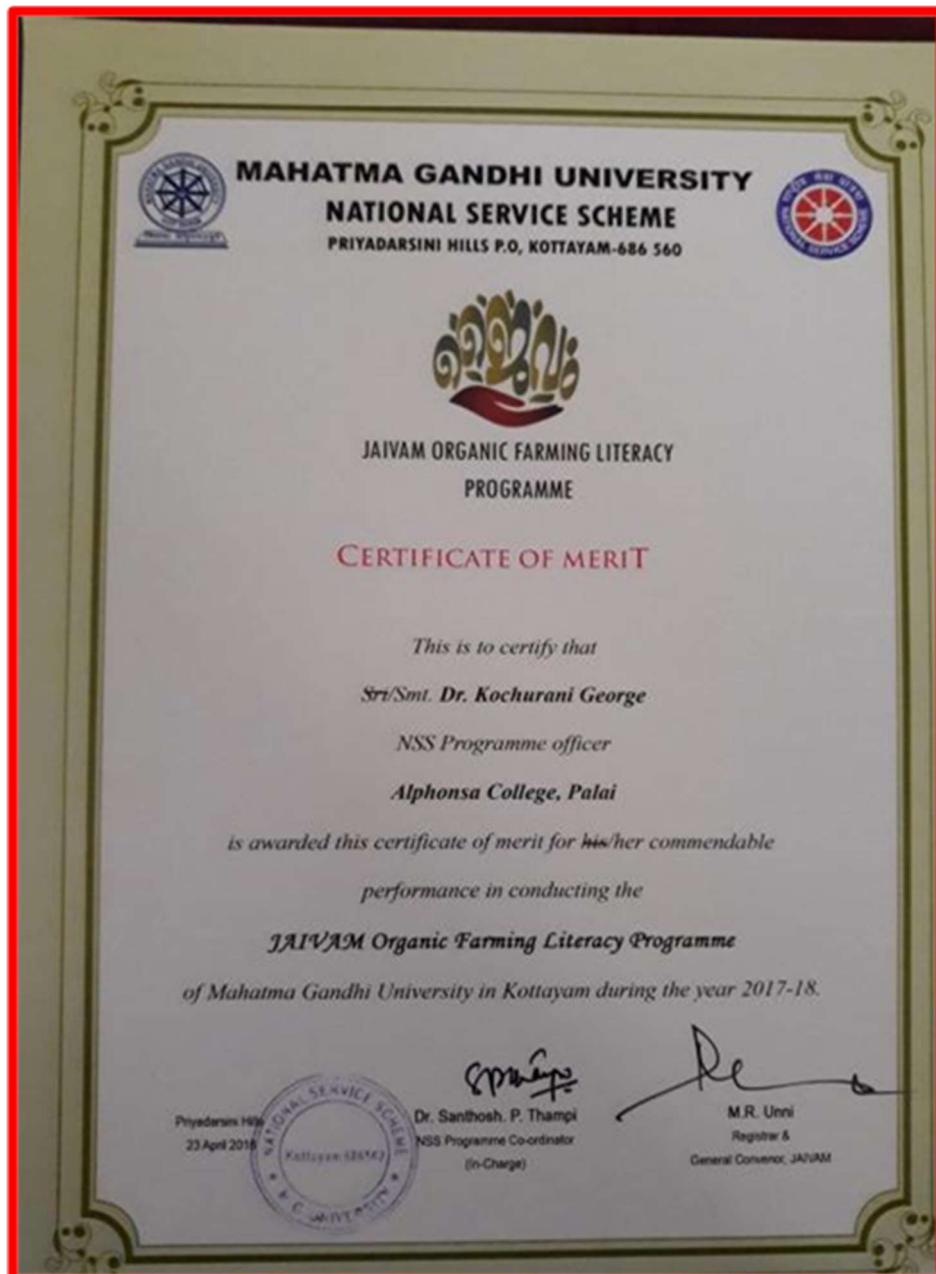 MAHATMA GANDHI UNIVERSITY
NATIONAL SERVICE SCHEME
PRIYADARSINI HILLS P.O, KOTTAYAM-686 560
ജൈവം
JAIVAM ORGANIC FARMING LITERACY
PROGRAMME
CERTIFICATE OF MERIT
This is to certify that
Sri/Smt. Dr. Kochurani George
NSS Programme officer
Alphonsa College, Palai
is awarded this certificate of merit for his/her commendable
performance in conducting the
JAIVAM Organic Farming Literacy Programme
of Mahatma Gandhi University in Kottayam during the year 2017-18.
Priyadarsini Hills
23 April 2018
NATIONAL SERVICE SCHEME
Kottayam
UNIVERSITY
Dr. Santhosh. P. Thampi
NSS Programme Co-ordinator
(In-Charge)
M.R. Unni
Registrar &
General Convenor, JAIVAM